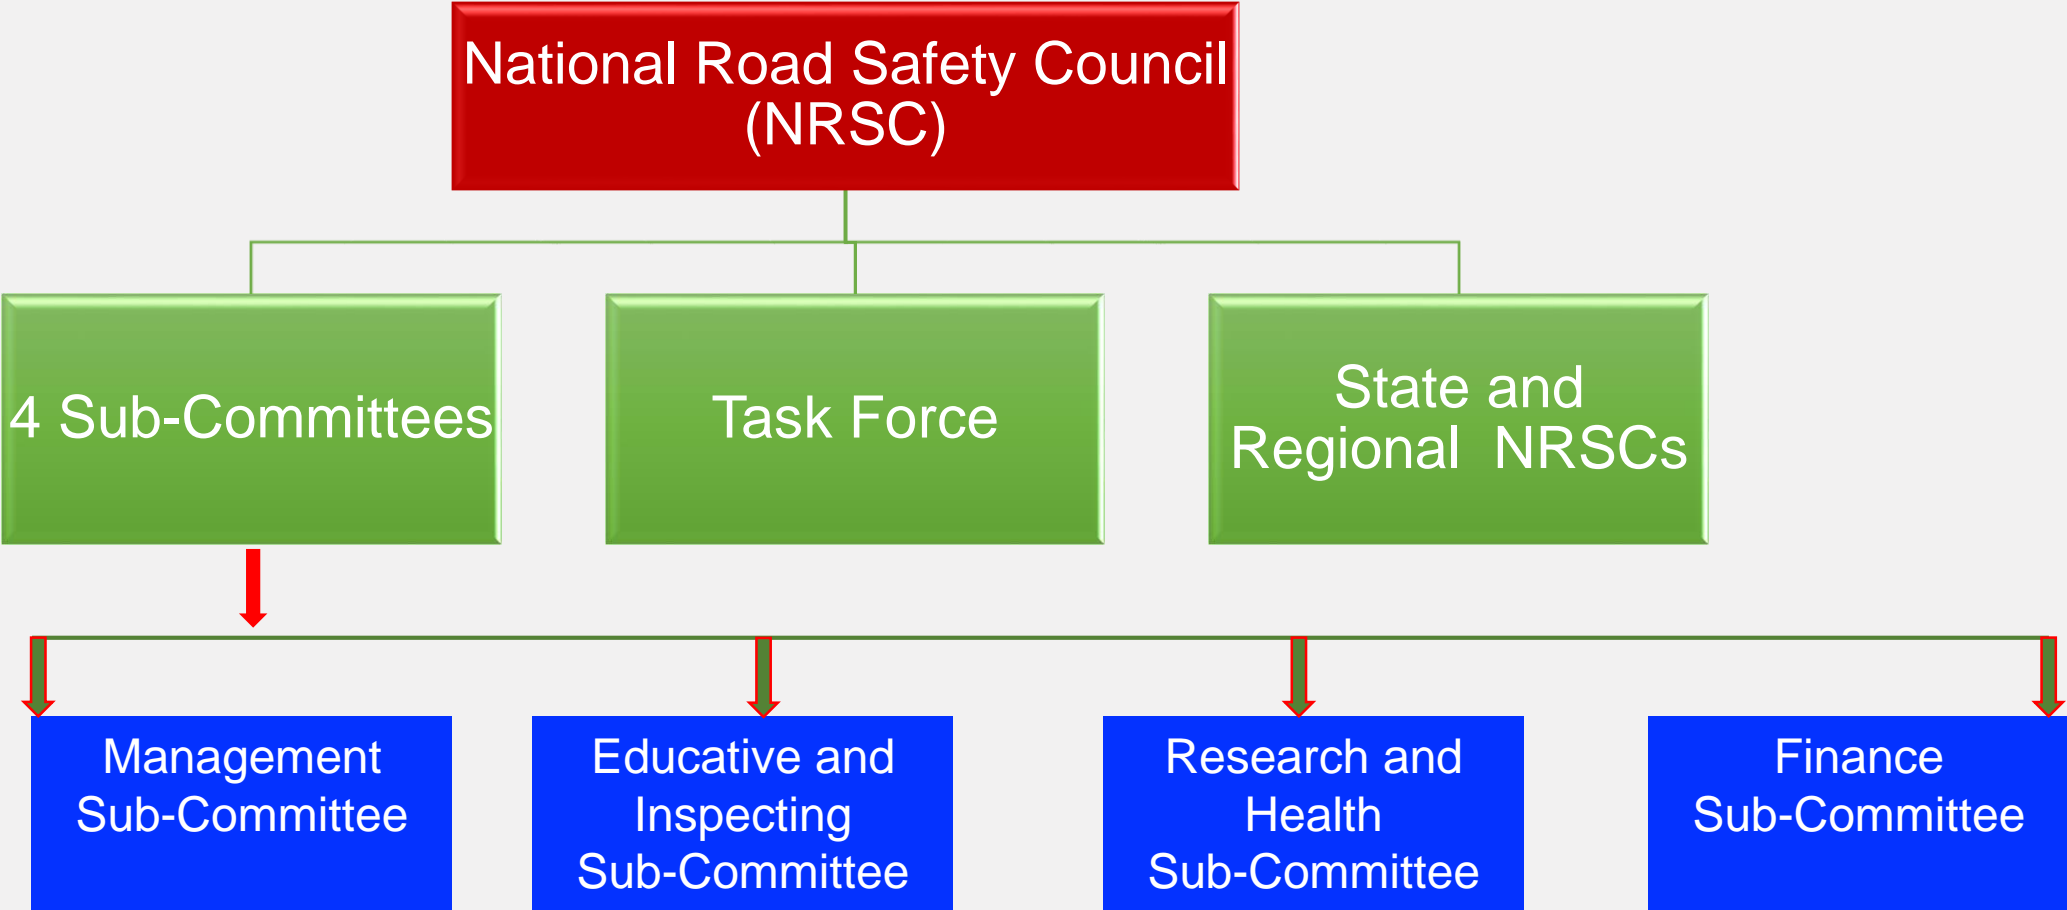 National Road Safety Council
(NRSC)
4 Sub-Committees
Task Force
State and
Regional NRSCs
Management
Sub-Committee
Educative and
Inspecting
Sub-Committee
Research and
Health
Sub-Committee
Finance
Sub-Committee